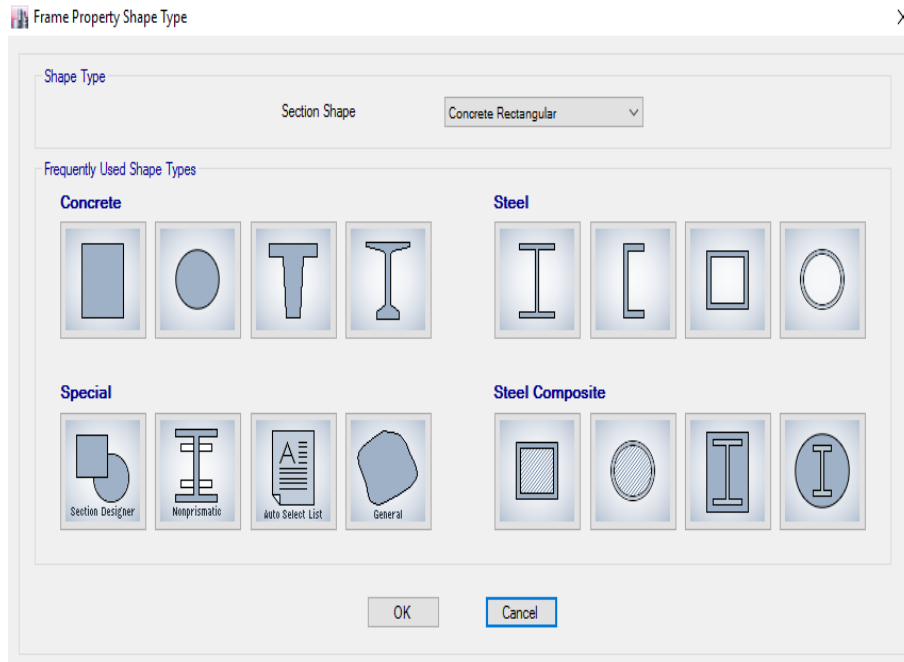 Frame Property Shape Type
X
Shape Type
Section Shape
Concrete Rectangular
Frequently Used Shape Types
Concrete
Steel
Special
Steel Composite
Section Designer
Nonprismatic
A
Auto Select List
General
OK
Cancel